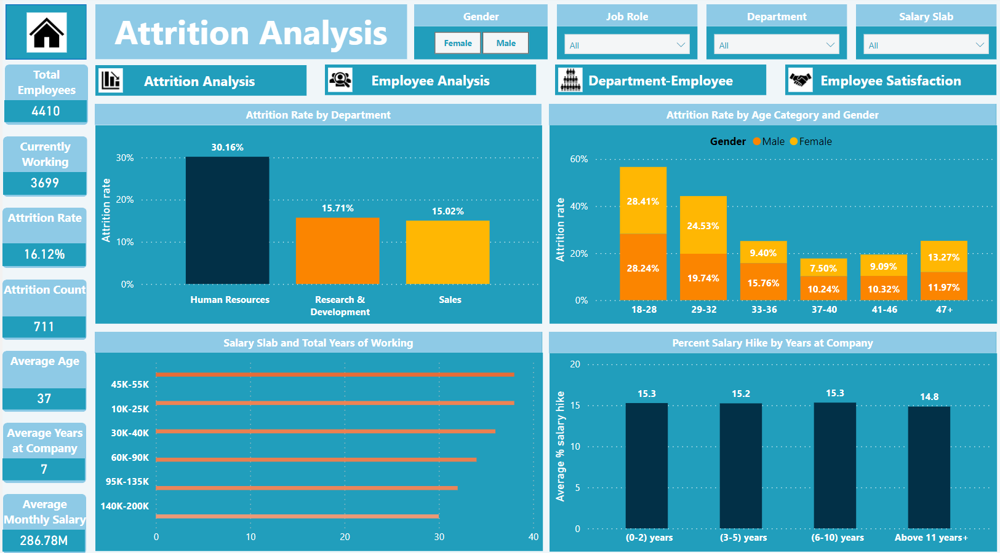 Attrition Analysis
Gender
Female
Male
Job Role
All
Department
All
Salary Slab
All
Total
Employees
4410
Currently
Working
3699
Attrition Rate
16.12%
Attrition Count
711
Average Age
37
Average Years
at Company
7
Average
Monthly Salary
286.78M
Attrition Analysis
Employee Analysis
Department-Employee
Employee Satisfaction
Attrition Rate by Department
Attrition rate
30%
20%
10%
0%
30.16%
15.71%
15.02%
Human Resources
Research &
Development
Sales
Attrition Rate by Age Category and Gender
Gender
Male
Female
Attrition rate
60%
40%
20%
0%
28.41%
28.24%
24.53%
19.74%
9.40%
15.76%
7.50%
10.24%
9.09%
10.32%
13.27%
11.97%
18-28
29-32
33-36
37-40
41-46
47+
Salary Slab and Total Years of Working
45K-55K
10K-25K
30K-40K
60K-90K
95K-135K
140K-200K
0
10
20
30
40
Percent Salary Hike by Years at Company
Average % salary hike
20
15
10
5
0
15.3
15.2
15.3
14.8
(0-2) years
(3-5) years
(6-10) years
Above 11 years+